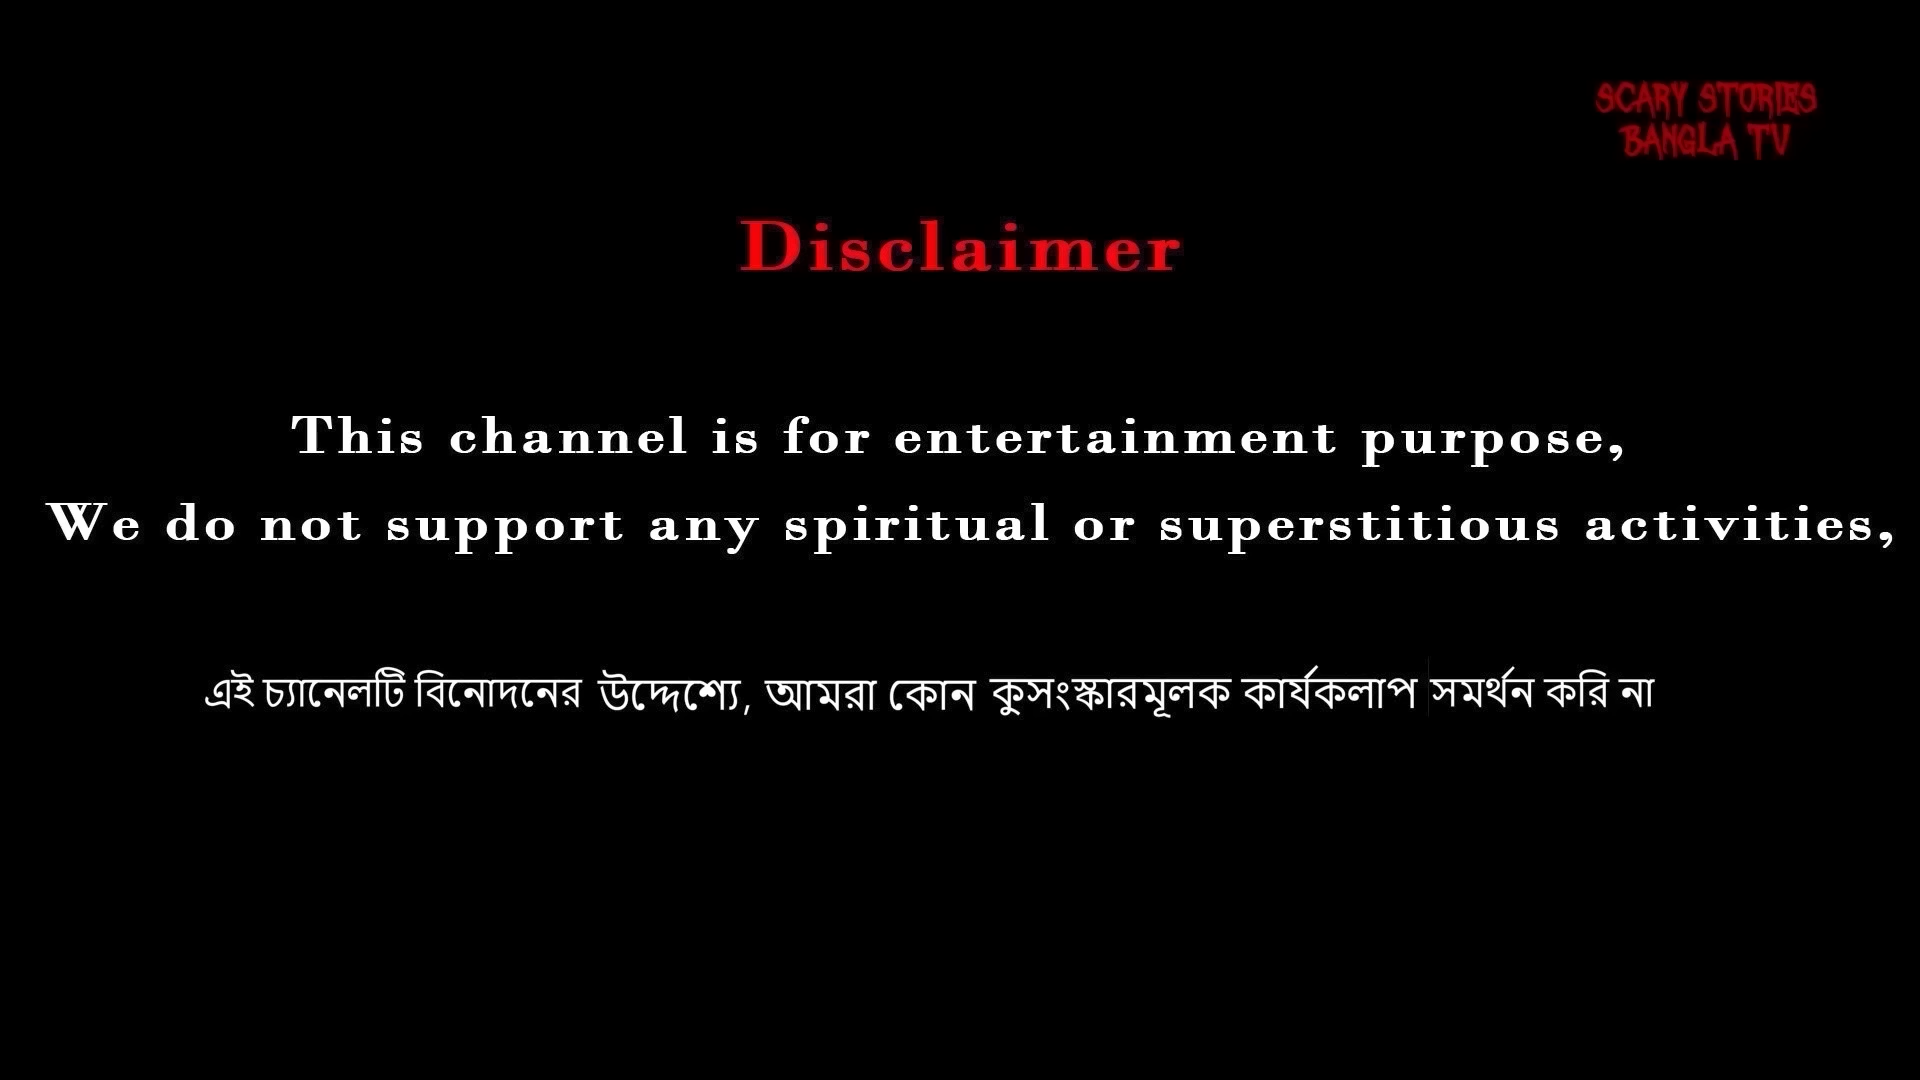 SCARY STORIES
BANGLA TV
Disclaimer
This channel is for entertainment purpose,
We do not support any spiritual or superstitious activities,
এই চ্যানেলটি বিনোদনের উদ্দেশ্যে, আমরা কোন কুসংস্কারমূলক কার্যকলাপ সমর্থন করি না